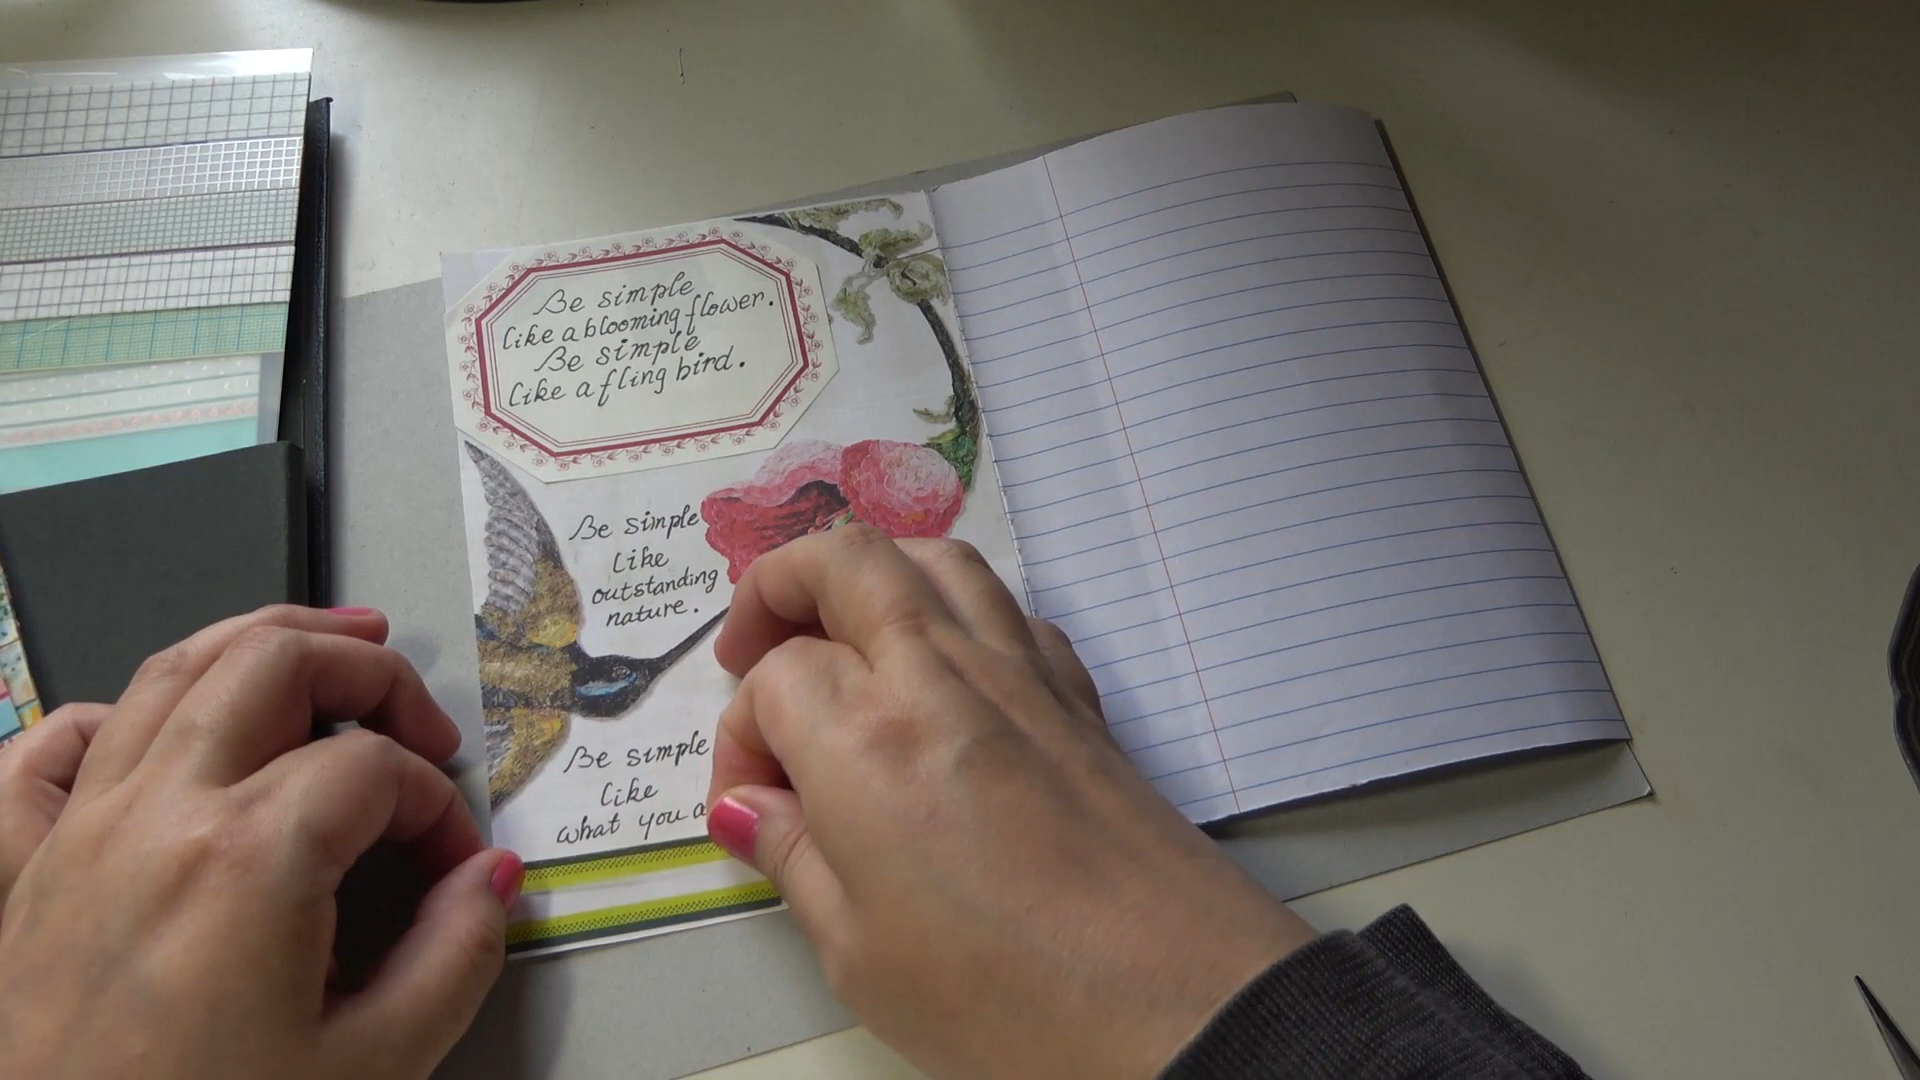 Be simple
like a blooming flower.
Be simple
like a fling bird.
Be simple
like
outstanding
nature.
Be simple
like
what you a